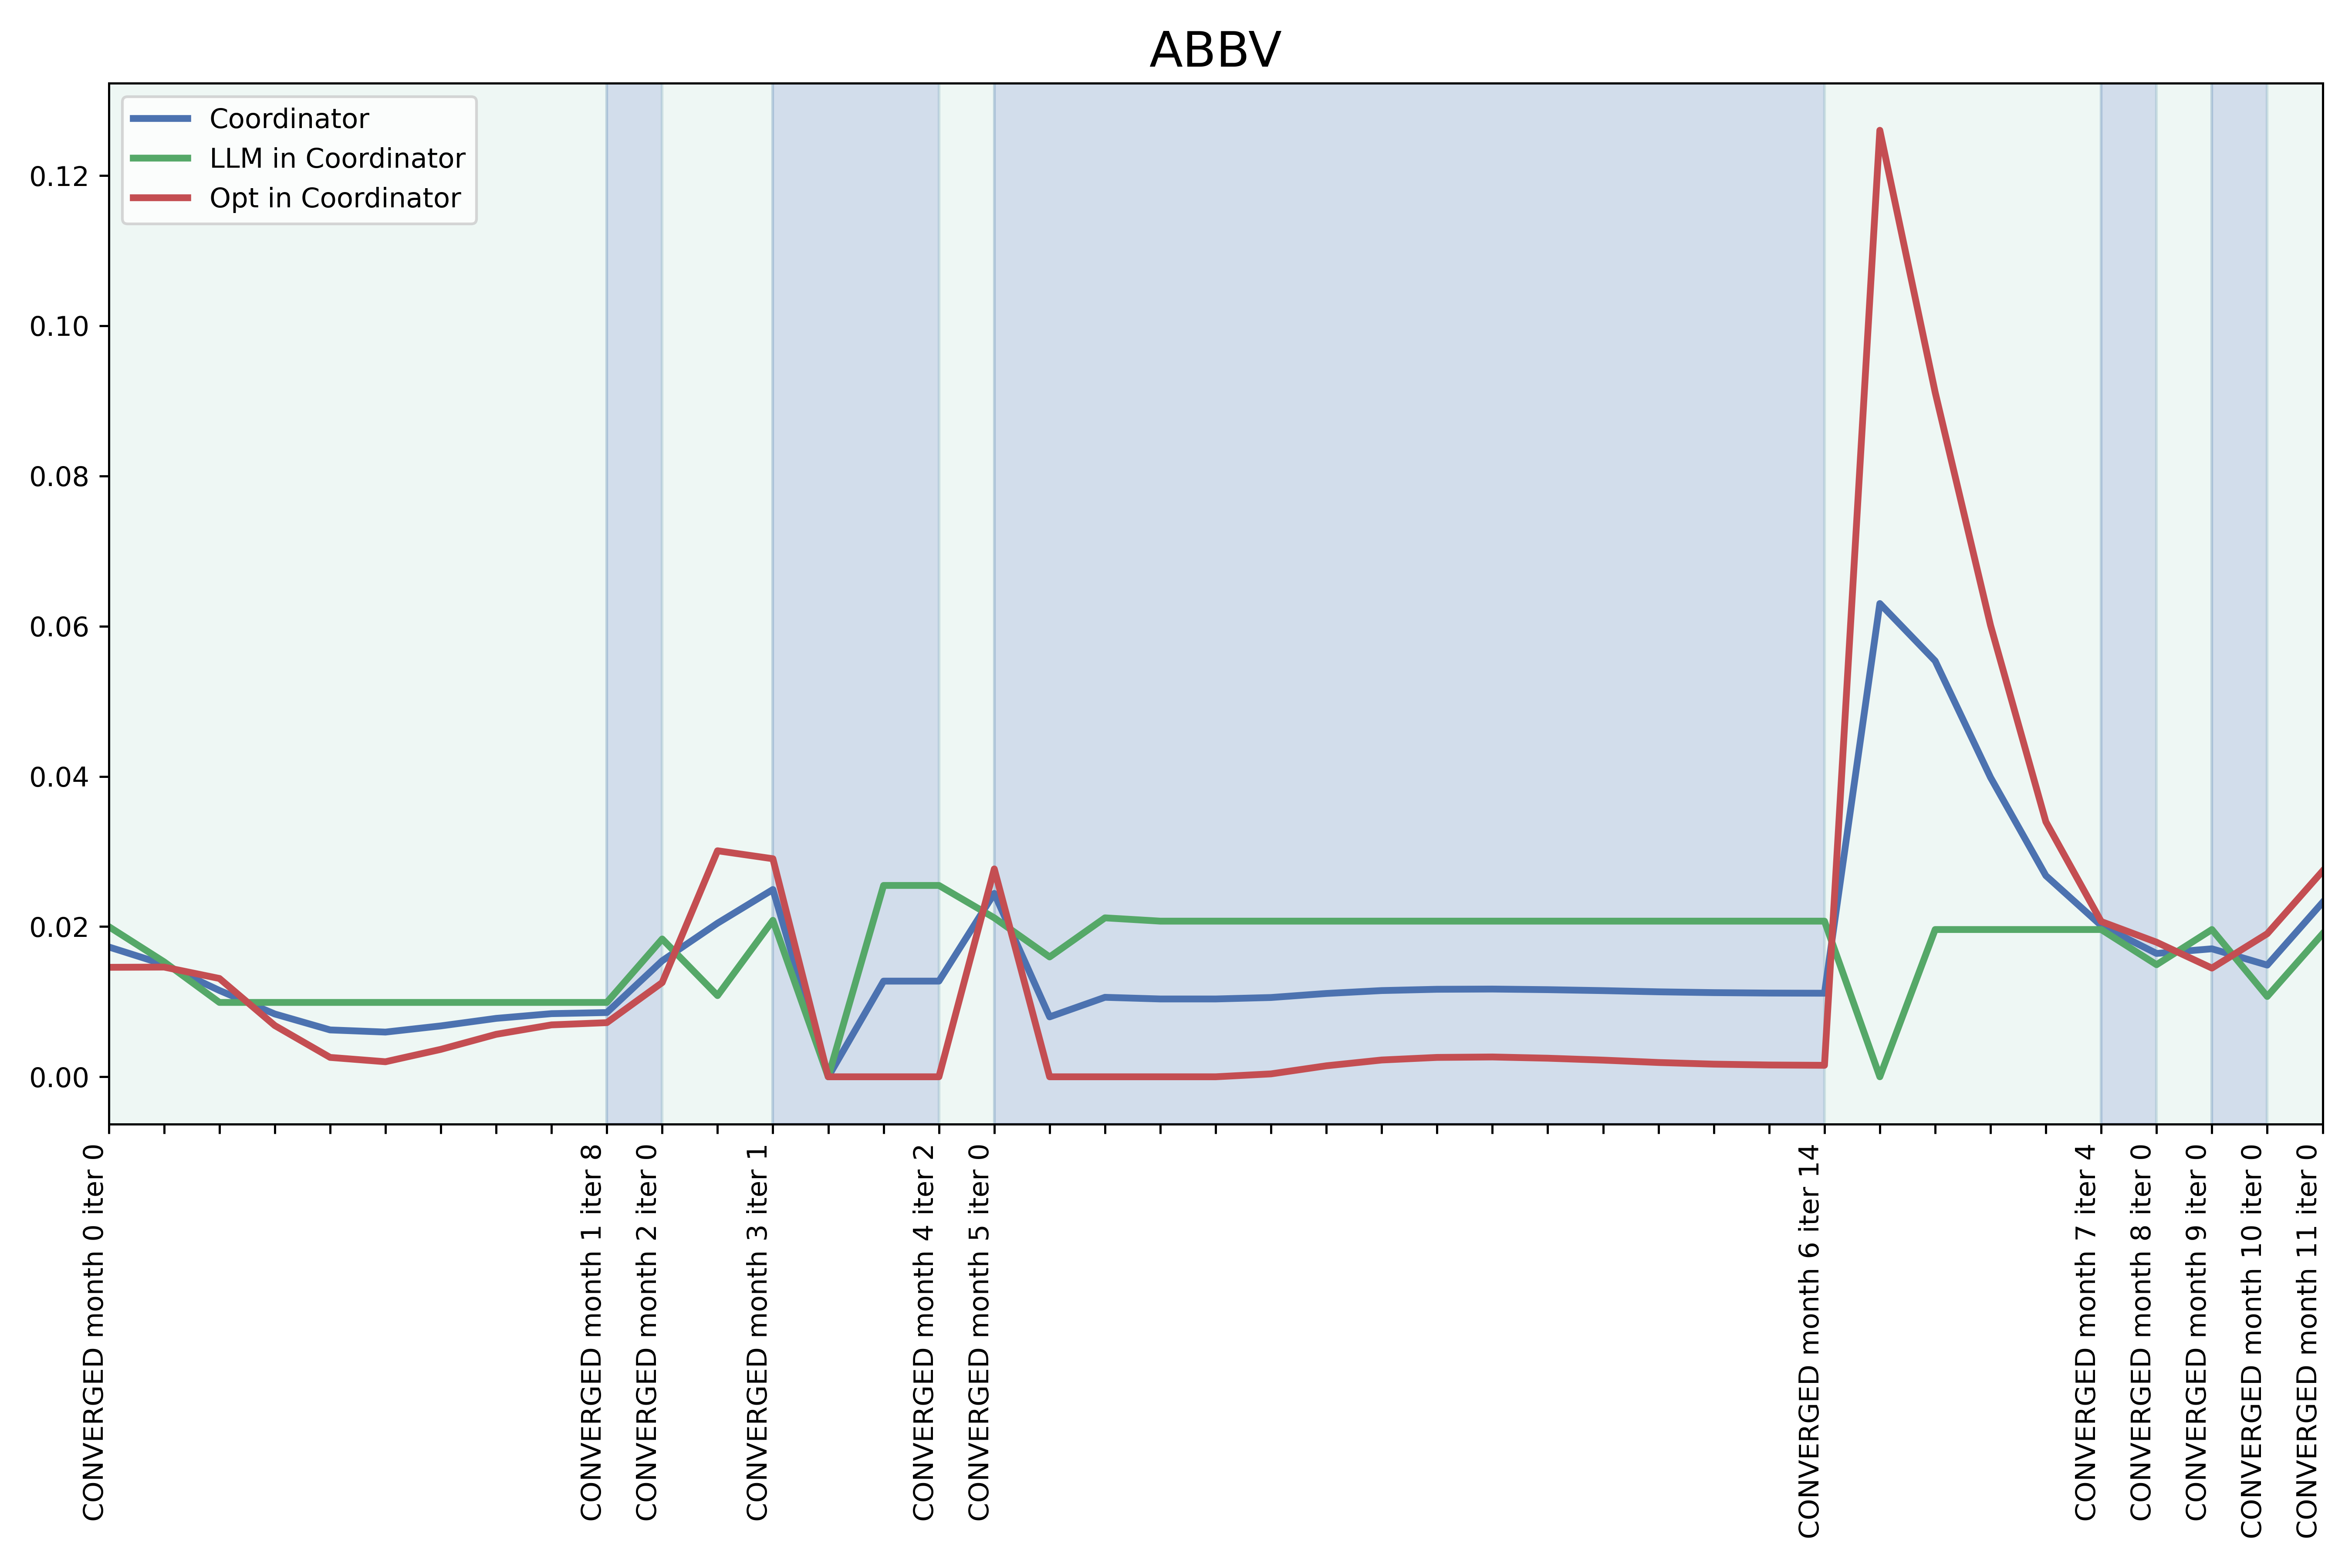 ABBV
Coordinator
LLM in Coordinator
Opt in Coordinator
0.12
0.10
0.08
0.06
0.04
0.02
0.00
CONVERGED month 0 iter 0
CONVERGED month 1 iter 8
CONVERGED month 2 iter 0
CONVERGED month 3 iter 1
CONVERGED month 4 iter 2
CONVERGED month 5 iter 0
CONVERGED month 6 iter 14
CONVERGED month 7 iter 4
CONVERGED month 8 iter 0
CONVERGED month 9 iter 0
CONVERGED month 10 iter 0
CONVERGED month 11 iter 0